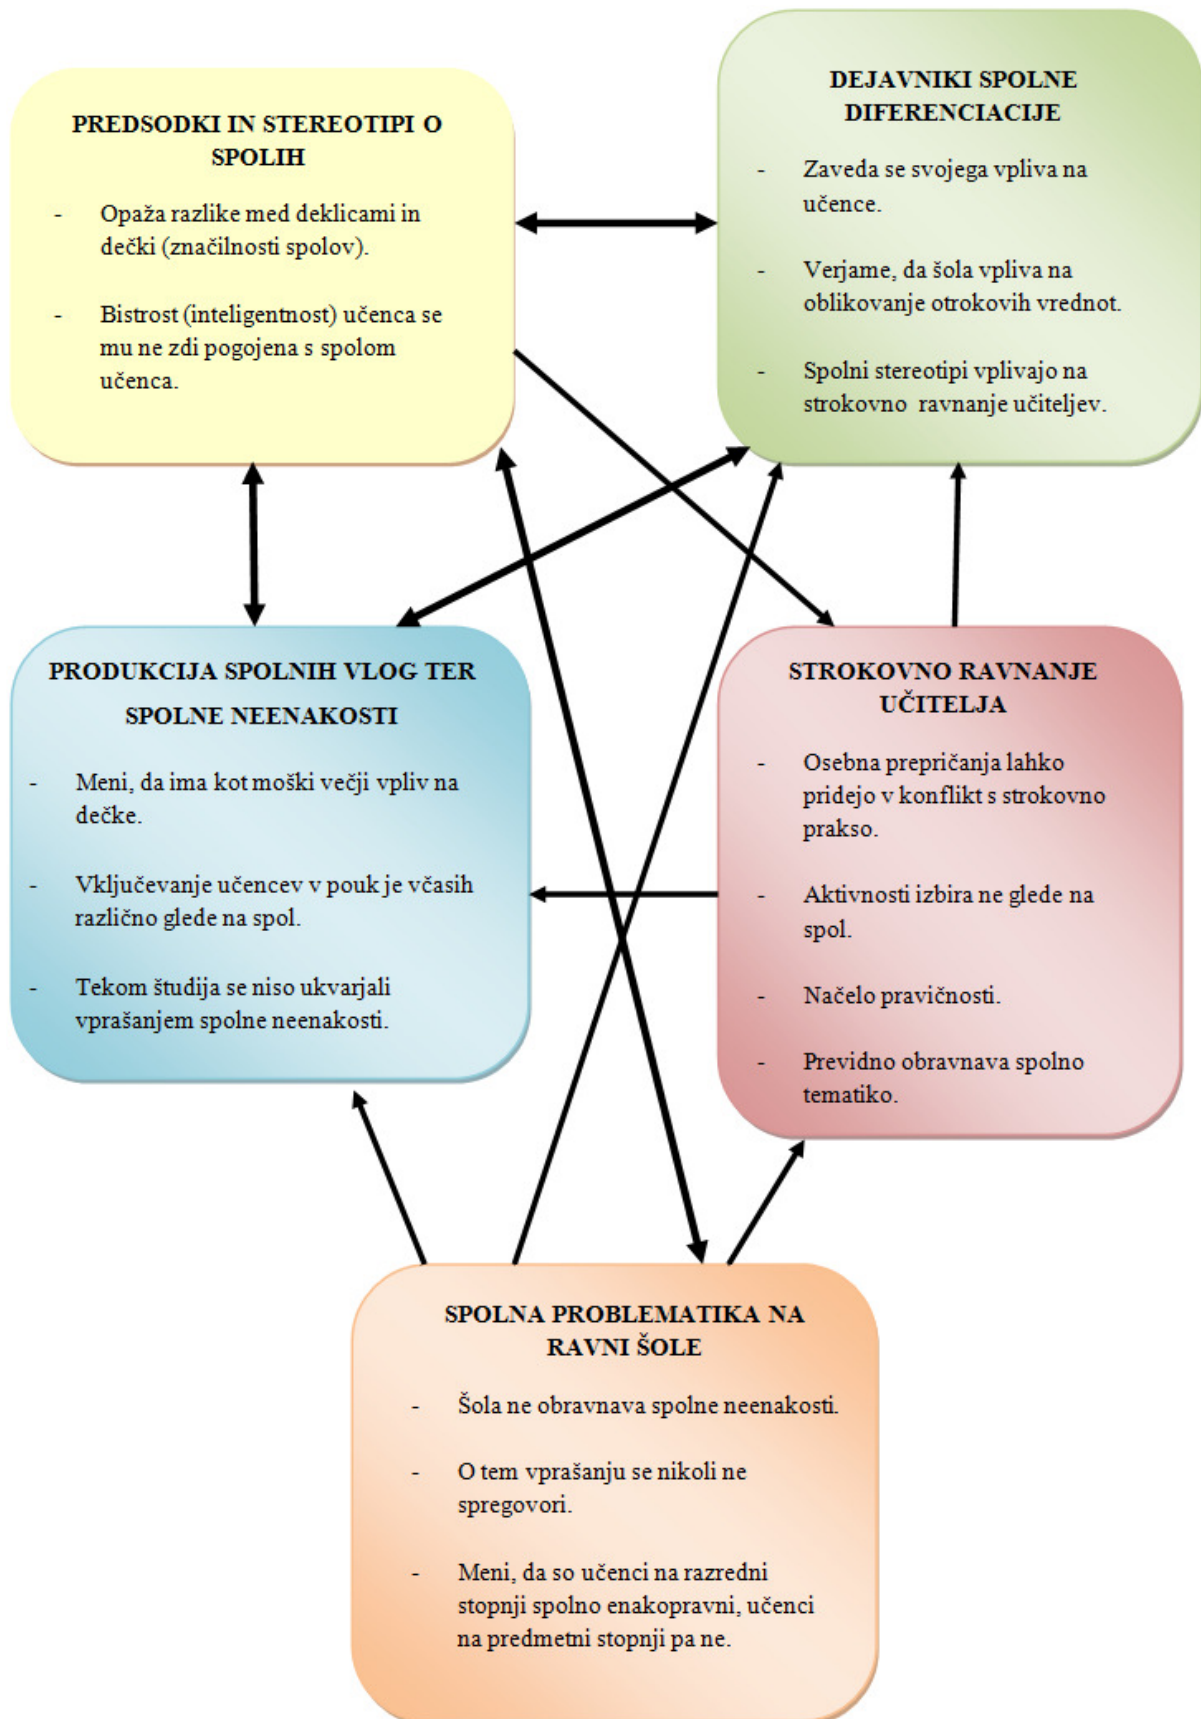 PREDSODKI IN STEREOTIPI O
SPOLIH
- Opaža razlike med deklicami in
dečki (značilnosti spolov).
- Bistrost (inteligentnost) učenca se
mu ne zdi pogojena s spolom
učenca.
DEJAVNIKI SPOLNE
DIFERENCIACIJE
- Zaveda se svojega vpliva na
učence.
- Verjame, da šola vpliva na
oblikovanje otrokovih vrednot.
- Spolni stereotipi vplivajo na
strokovno ravnanje učiteljev.
PRODUKCIJA SPOLNIH VLOG TER
SPOLNE NEENAKOSTI
- Meni, da ima kot moški večji vpliv na
dečke.
- Vključevanje učencev v pouk je včasih
različno glede na spol.
- Tekom študija se niso ukvarjali
vprašanjem spolne neenakosti.
STROKOVNO RAVNANJE
UČITELJA
- Osebna prepričanja lahko
pridejo v konflikt s strokovno
prakso.
- Aktivnosti izbira ne glede na
spol.
- Načelo pravičnosti.
- Previdno obravnava spolno
tematiko.
SPOLNA PROBLEMATIKA NA
RAVNI ŠOLE
- Šola ne obravnava spolne neenakosti.
- O tem vprašanju se nikoli ne
spregovori.
- Meni, da so učenci na razredni
stopnji spolno enakopravni, učenci
na predmetni stopnji pa ne.